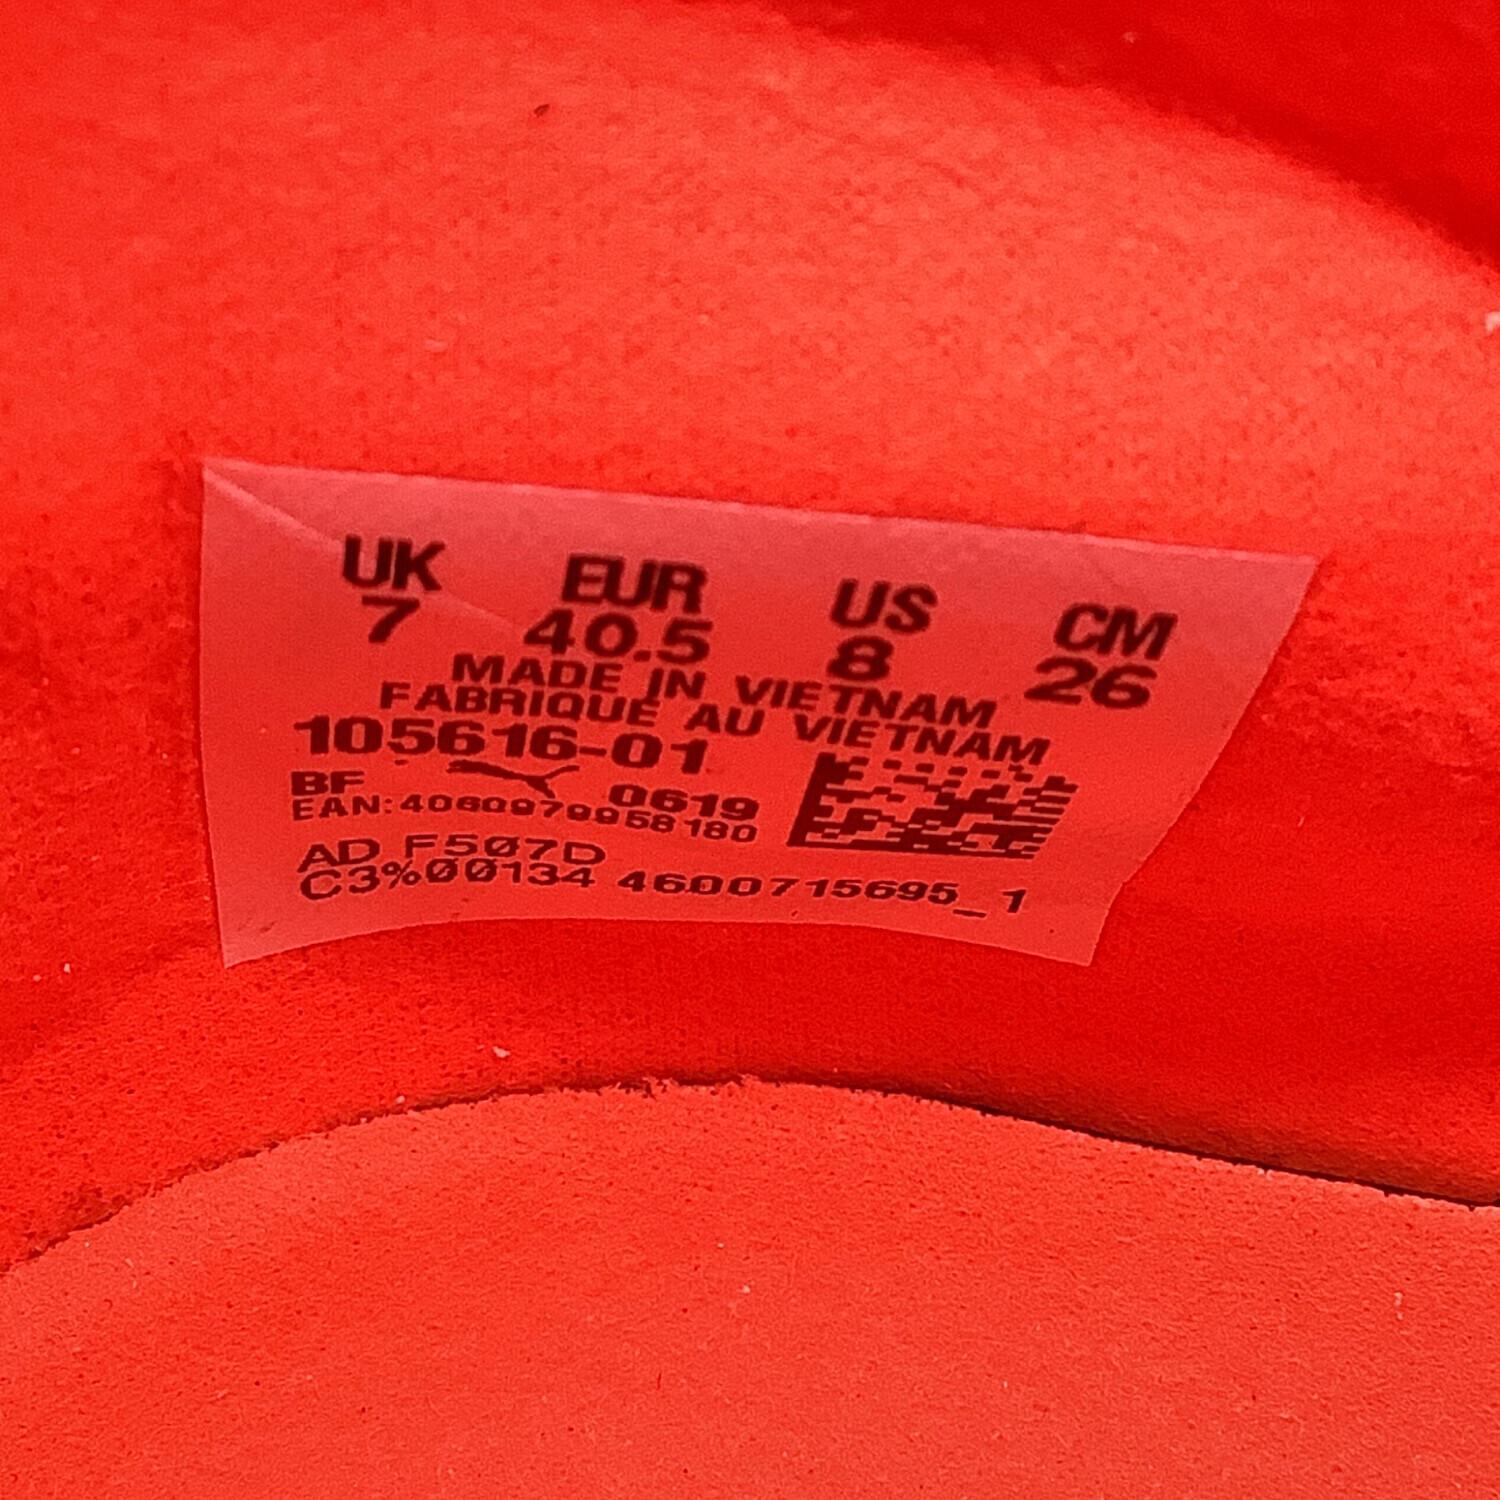 UK EUR US CM
7 40.5 8 26
MADE IN VIETNAM
FABRIQUE AU VIETNAM
105616-01
BF 0619
EAN:4060979958180
AD F507D
C3%00134 4600715695_1